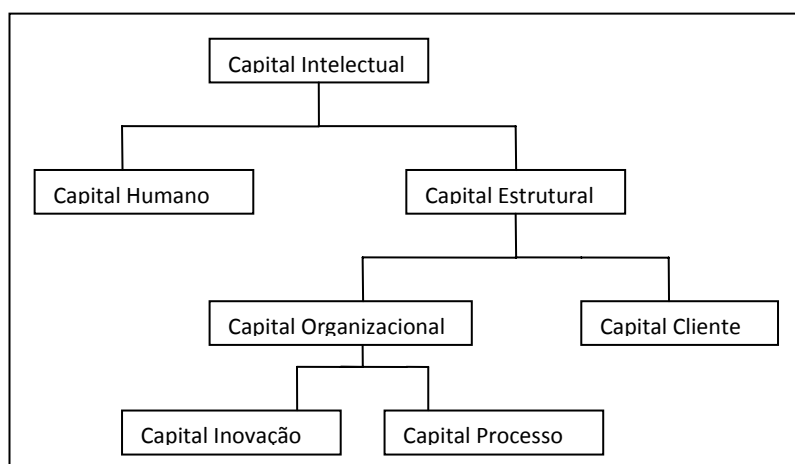 Capital Intelectual
Capital Humano
Capital Estrutural
Capital Organizacional
Capital Cliente
Capital Inovação
Capital Processo